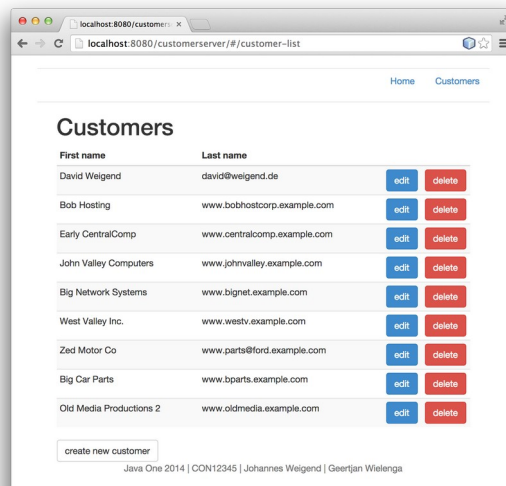 localhost:8080/customers
localhost:8080/customerserver/#/customer-list
Home Customers
Customers
First name Last name
David Weigend david@weigend.de edit delete
Bob Hosting www.bobhostcorp.example.com edit delete
Early CentralComp www.centralcomp.example.com edit delete
John Valley Computers www.johnvalley.example.com edit delete
Big Network Systems www.bignet.example.com edit delete
West Valley Inc. www.westv.example.com edit delete
Zed Motor Co www.parts@ford.example.com edit delete
Big Car Parts www.bparts.example.com edit delete
Old Media Productions 2 www.oldmedia.example.com edit delete
create new customer
Java One 2014 | CON12345 | Johannes Weigend | Geertjan Wielenga